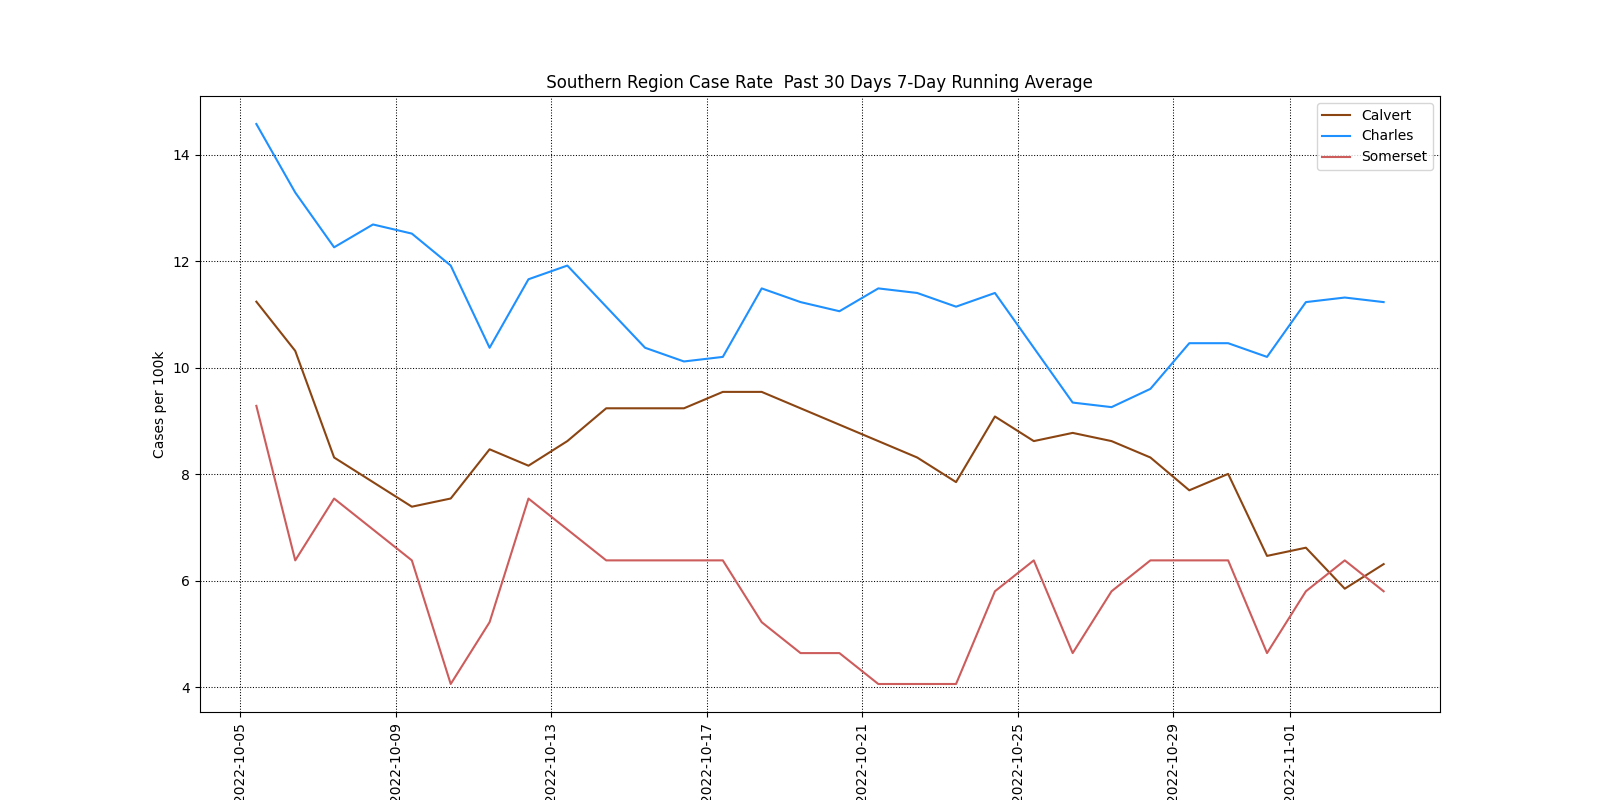 Southern Region Case Rate  Past 30 Days 7-Day Running Average
Calvert
Charles
Somerset
Cases per 100k
14
12
10
8
6
4
2022-10-05
2022-10-09
2022-10-13
2022-10-17
2022-10-21
2022-10-25
2022-10-29
2022-11-01